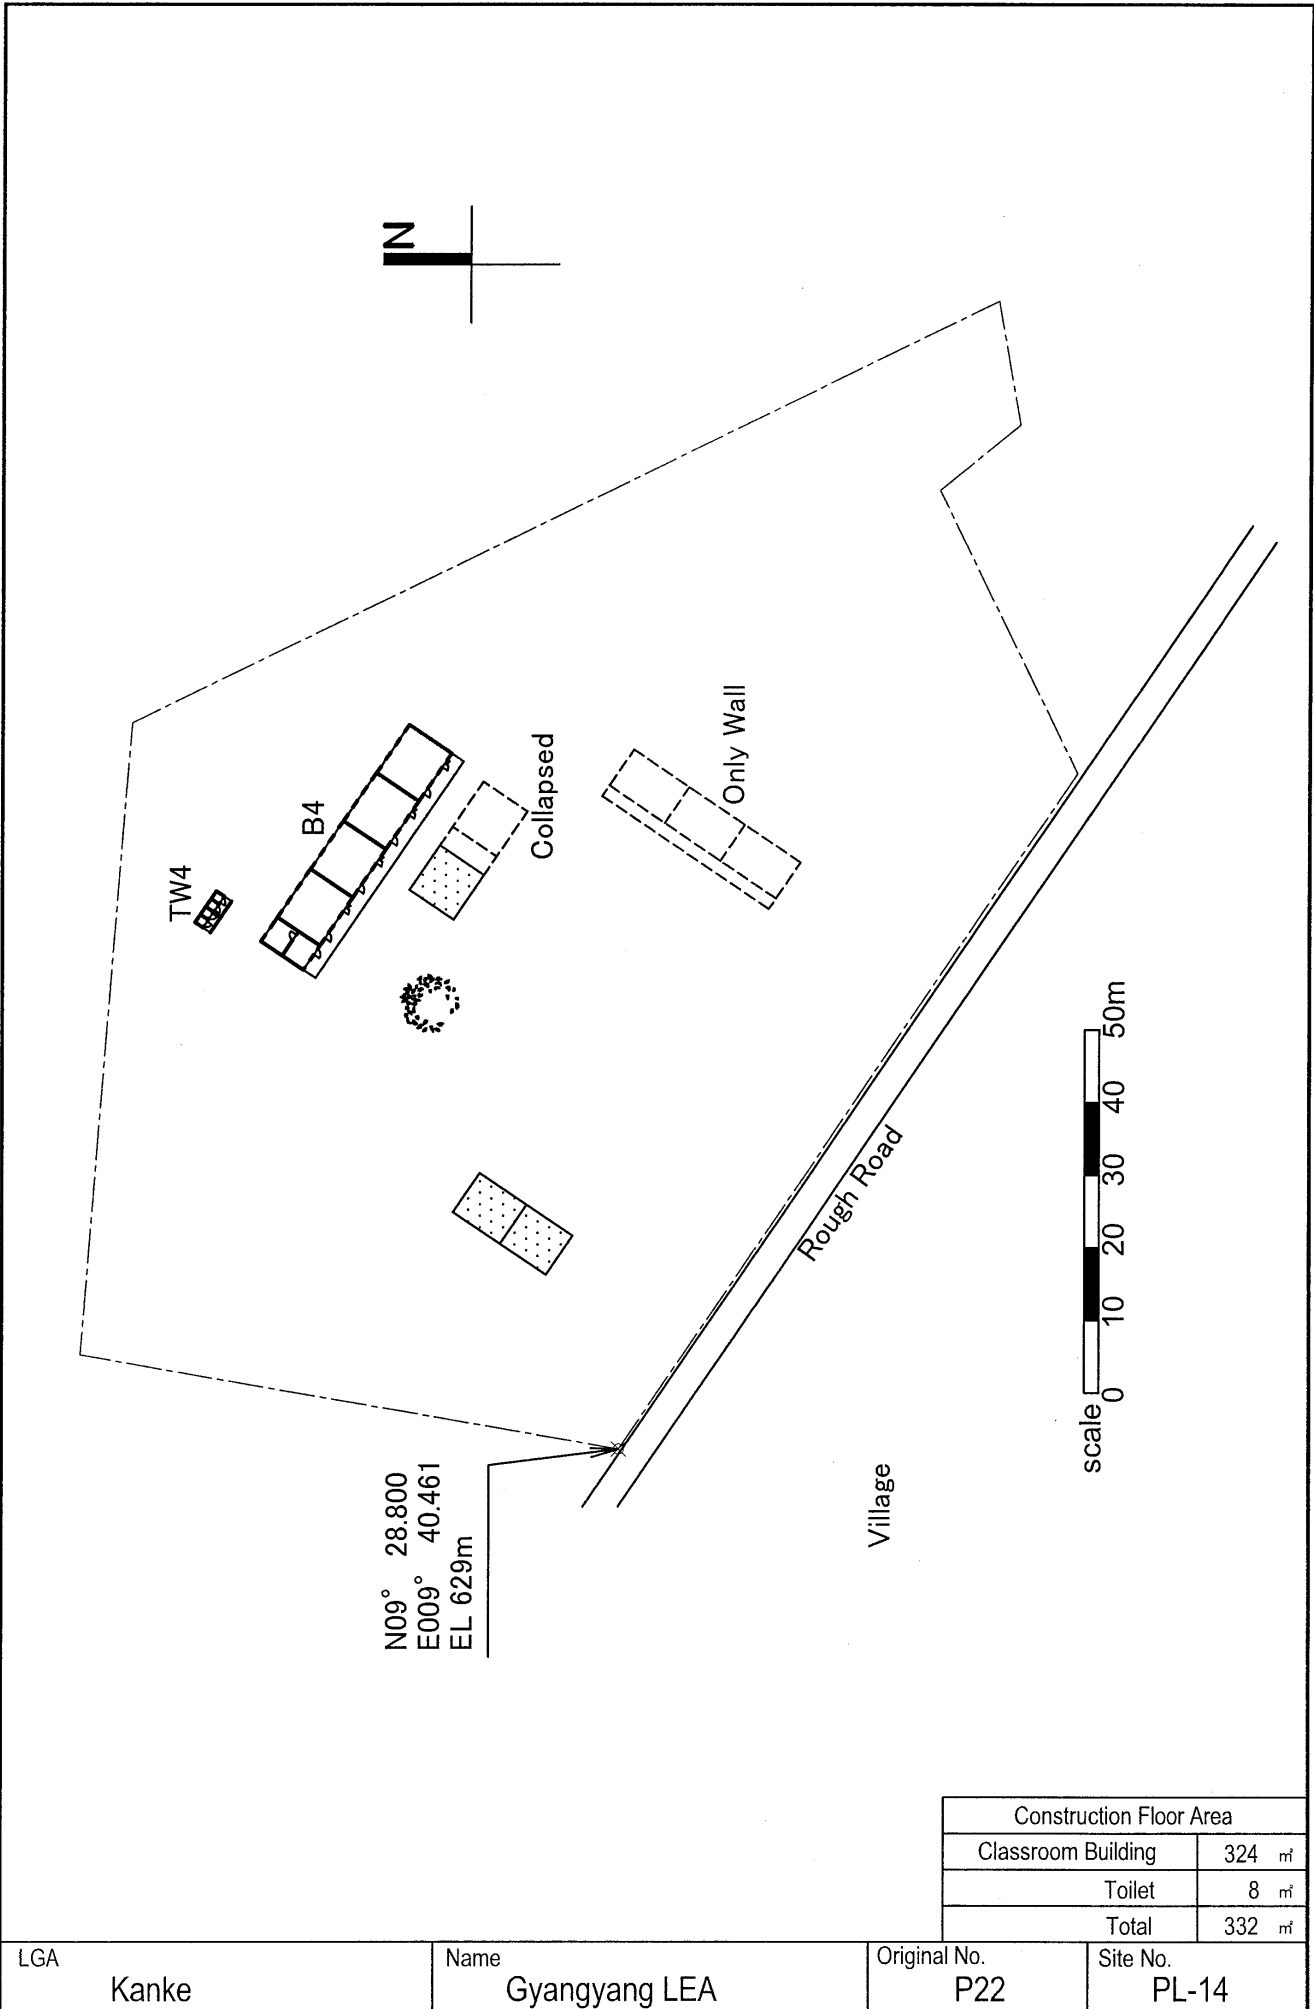 N
TW4
B4
Collapsed
Only Wall
N09° 28.800
E009° 40.461
EL 629m
Rough Road
Village
scale
0 10 20 30 40 50m
Construction Floor Area
Classroom Building 324 ㎡
Toilet 8 ㎡
Total 332 ㎡
LGA
Kanke
Name
Gyangyang LEA
Original No.
P22
Site No.
PL-14